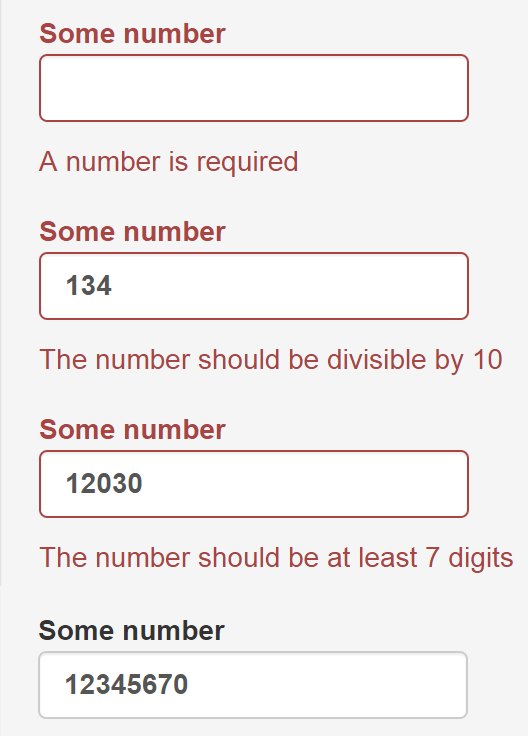 Some number
A number is required
Some number
134
The number should be divisible by 10
Some number
12030
The number should be at least 7 digits
Some number
12345670